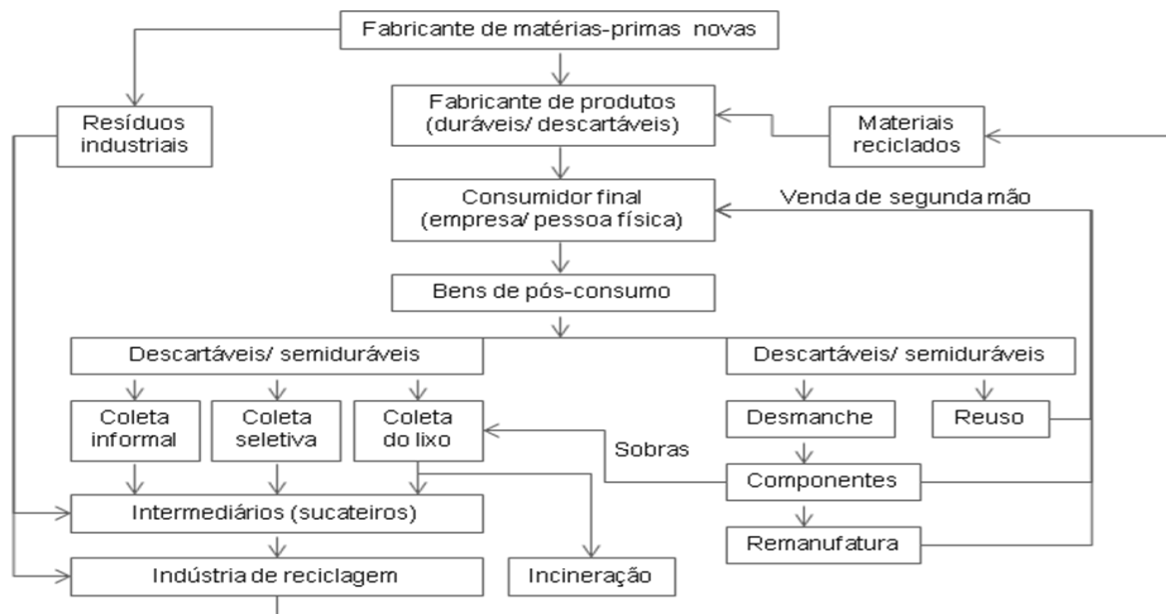 Fabricante de matérias-primas novas
Fabricante de produtos
(duráveis/ descartáveis)
Resíduos
industriais
Materiais
reciclados
Consumidor final
(empresa/ pessoa física)
Venda de segunda mão
Bens de pós-consumo
Descartáveis/ semiduráveis
Descartáveis/ semiduráveis
Coleta
informal
Coleta
seletiva
Coleta
do lixo
Desmanche
Reuso
Sobras
Componentes
Intermediários (sucateiros)
Remanufatura
Indústria de reciclagem
Incineração